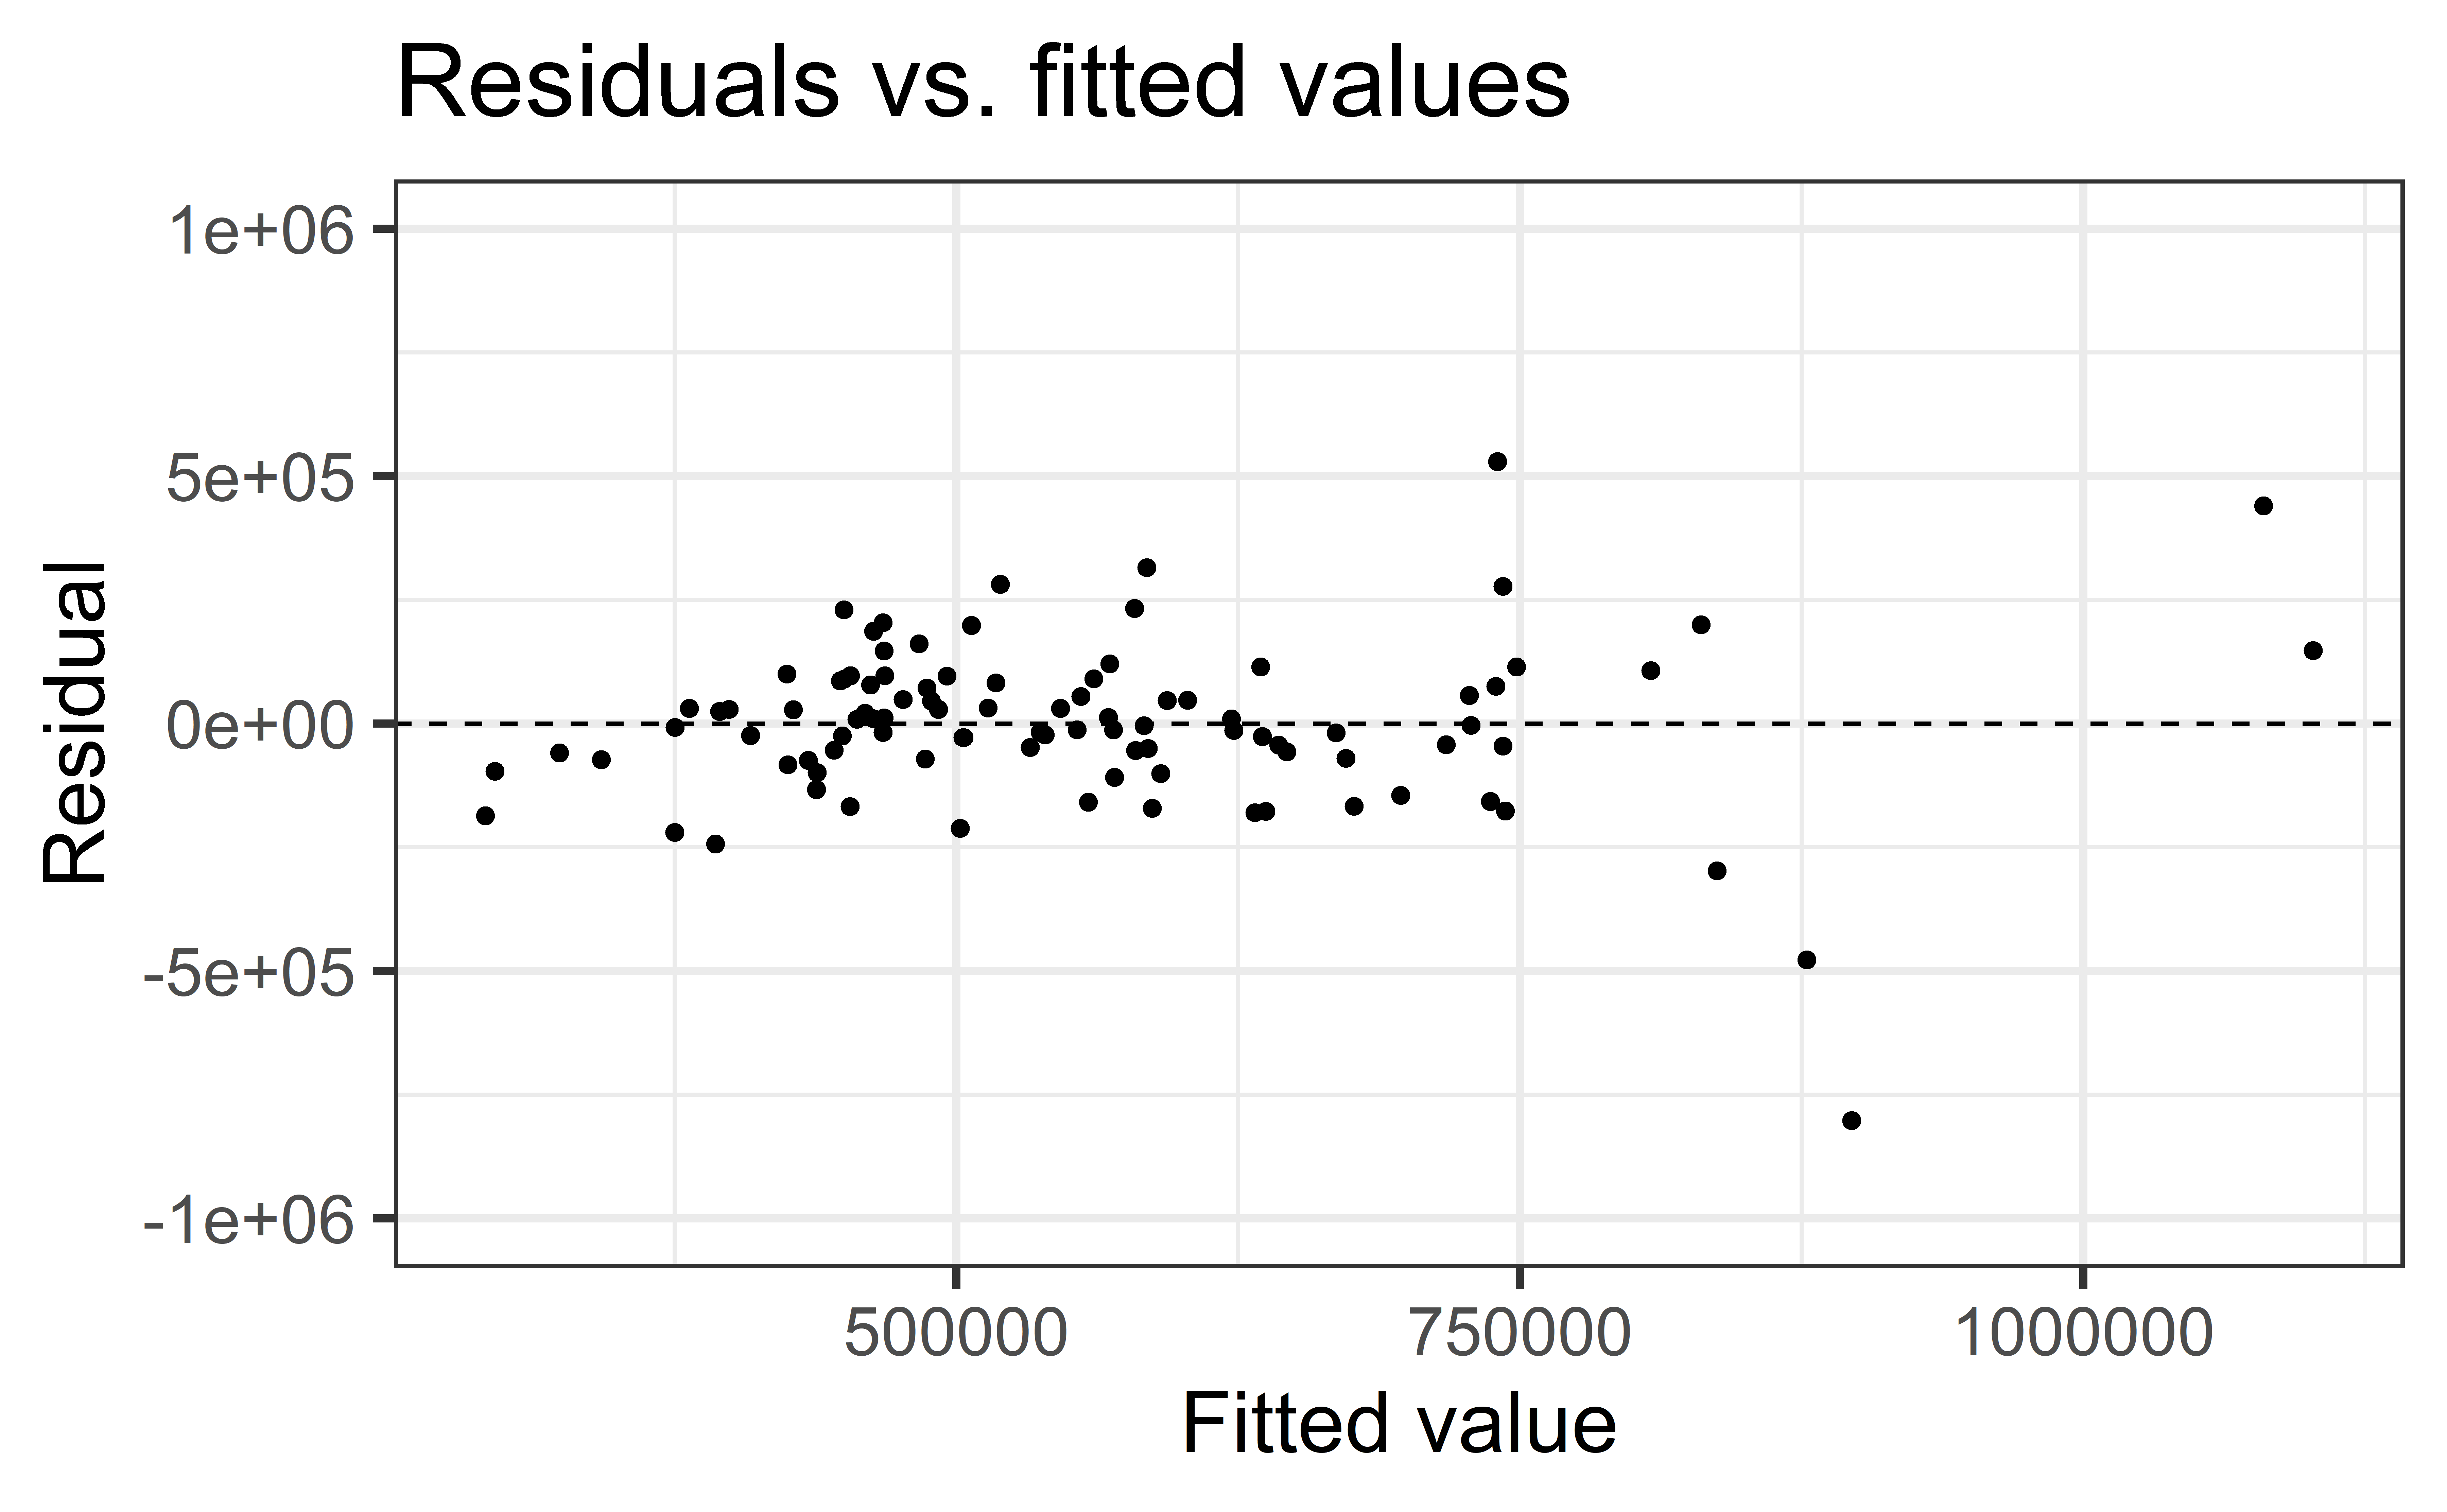 Residuals vs. fitted values
1e+06
5e+05
0e+00
-5e+05
-1e+06
Residual
500000 750000 1000000
Fitted value